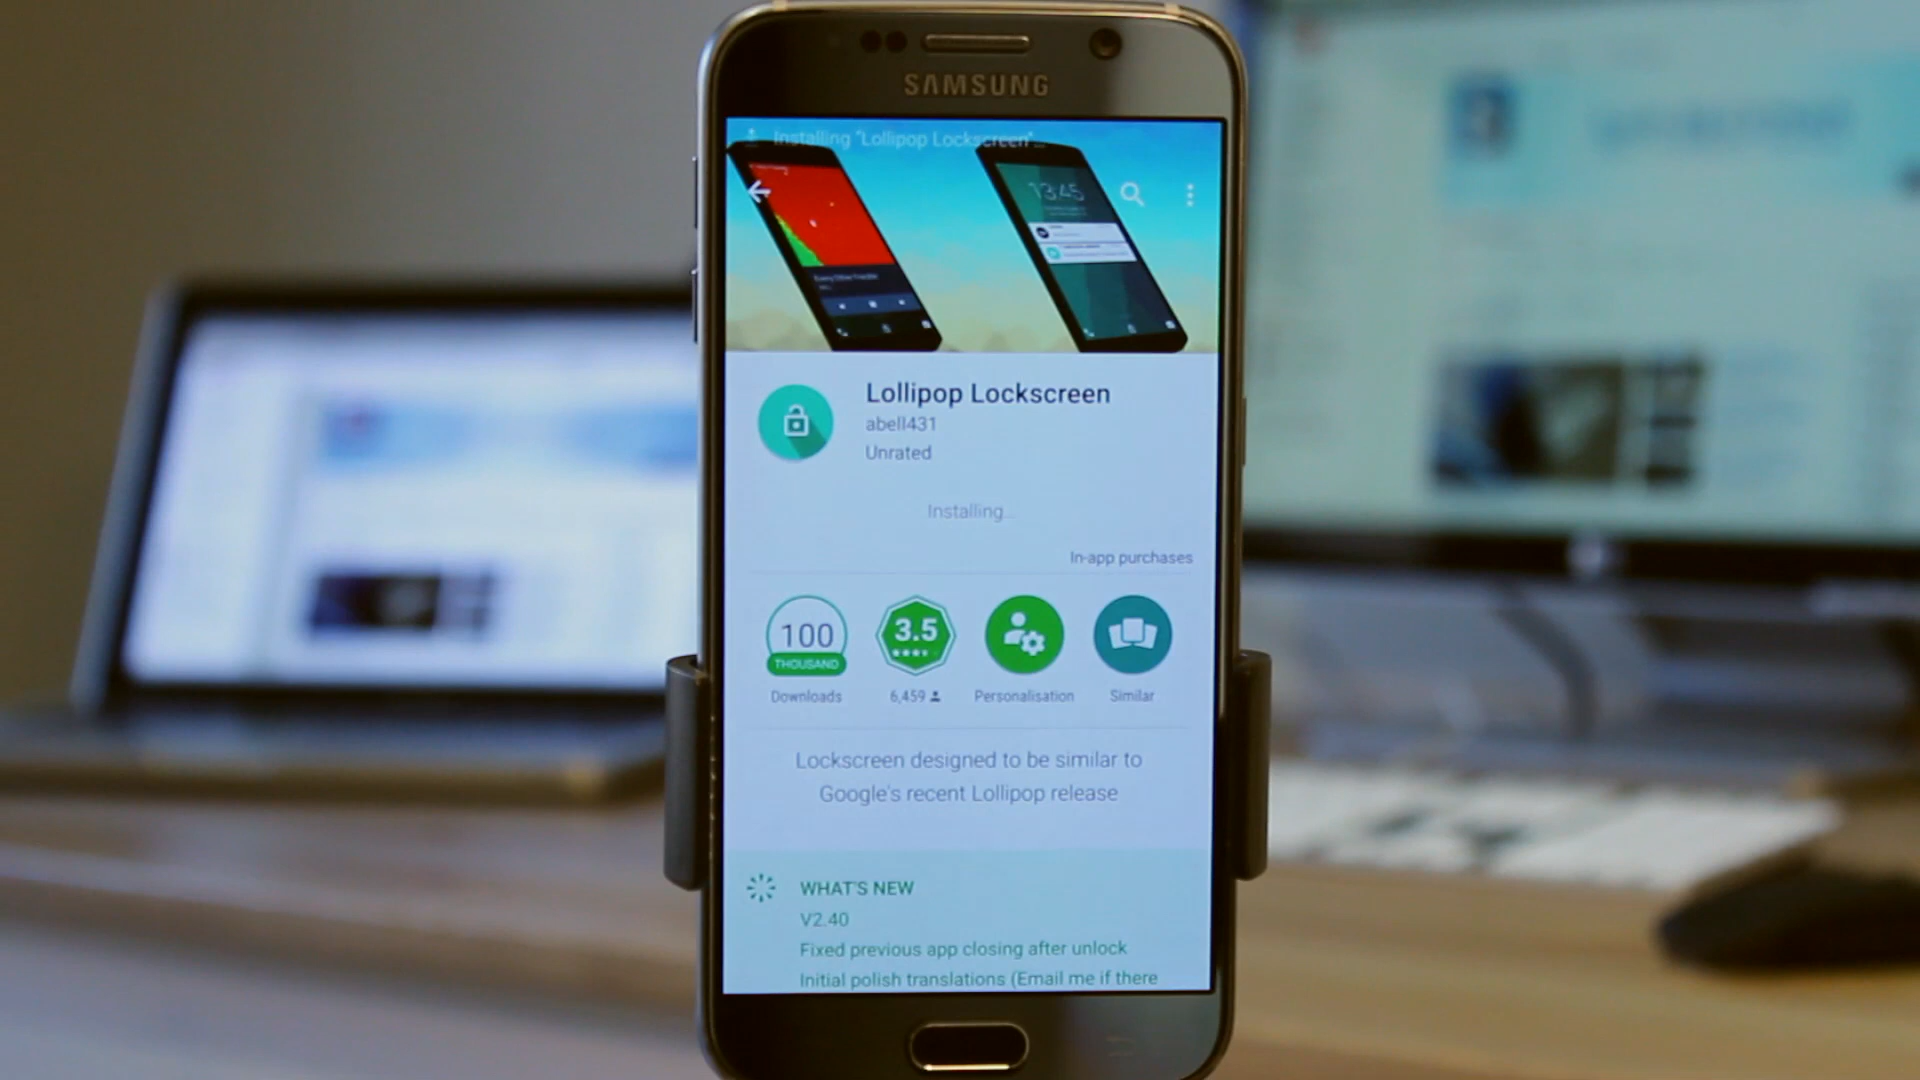 SAMSUNG
Installing "Lollipop Lockscreen"...
13:45
Lollipop Lockscreen
abell431
Unrated
Installing...
In-app purchases
100
THOUSAND
3.5
Downloads
6,459
Personalisation
Similar
Lockscreen designed to be similar to
Google's recent Lollipop release
WHAT'S NEW
V2.40
Fixed previous app closing after unlock
Initial polish translations (Email me if there